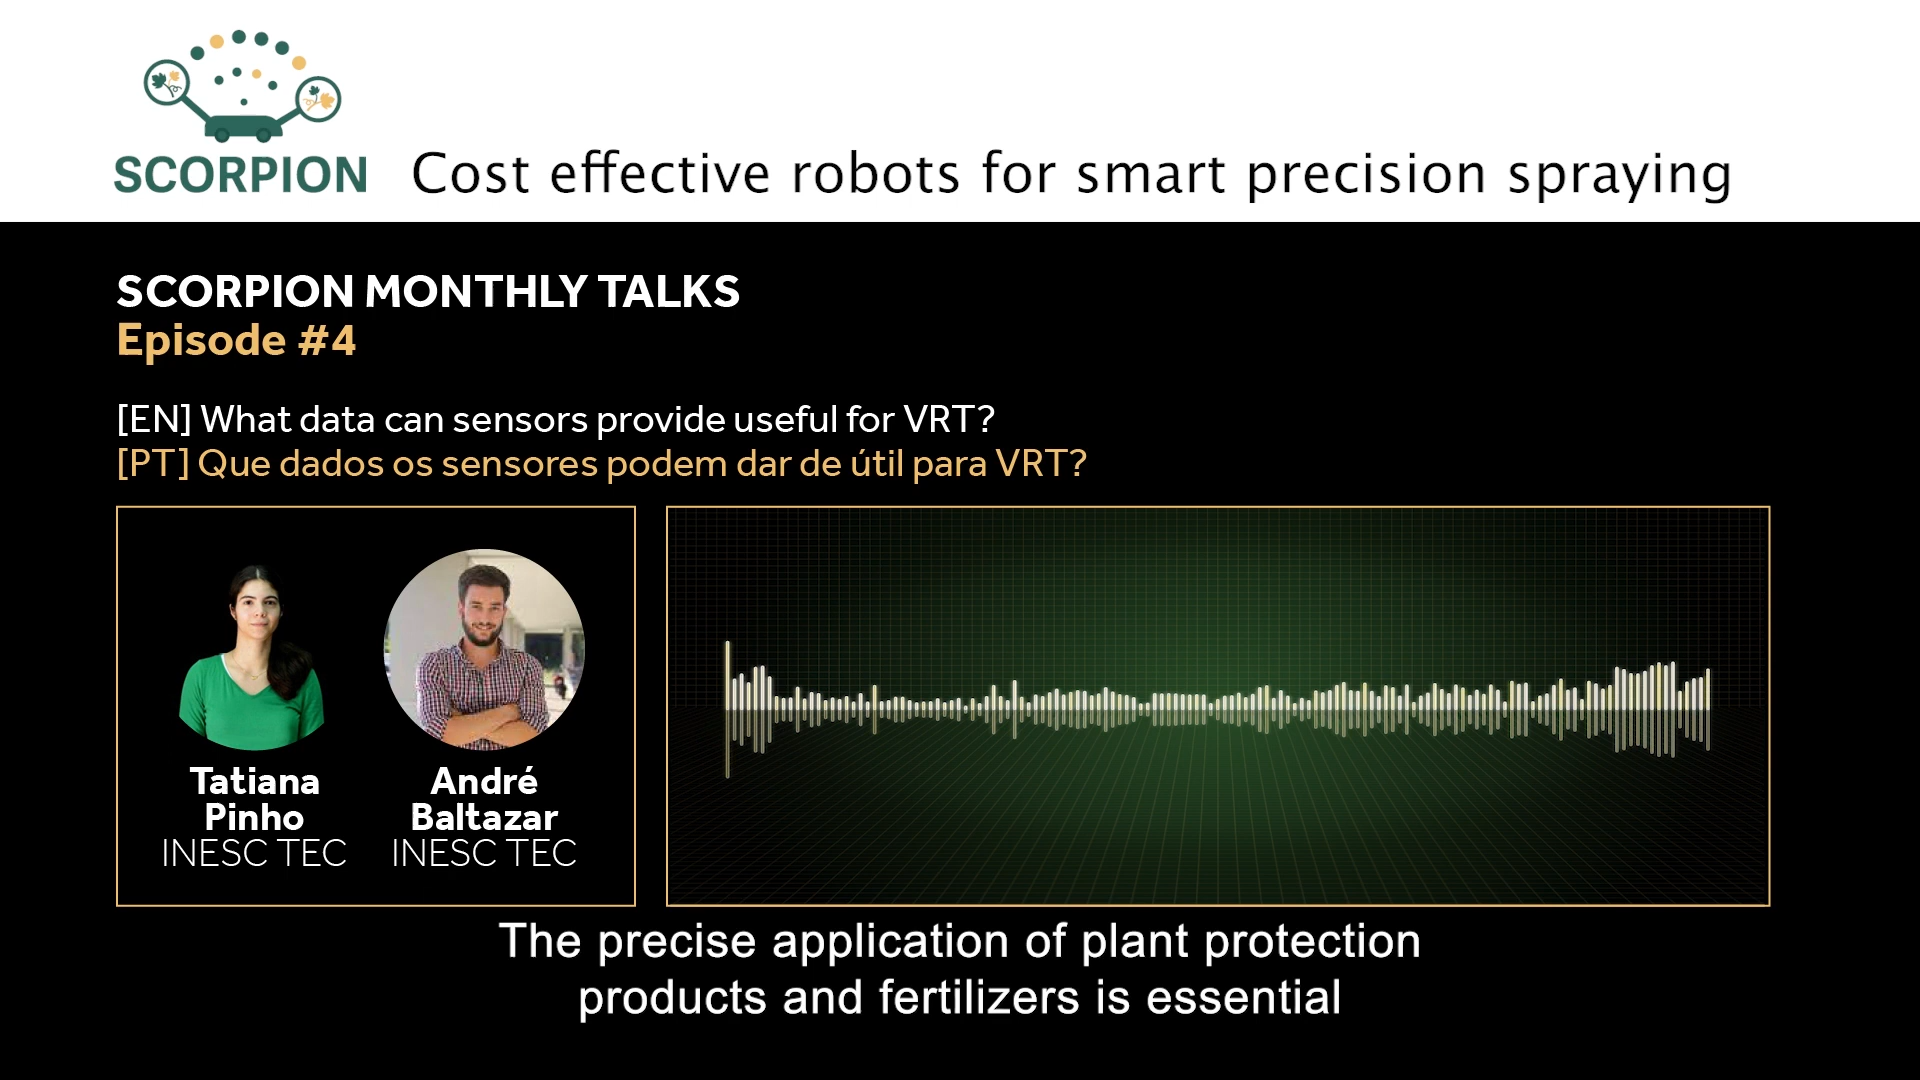 SCORPION
Cost effective robots for smart precision spraying
SCORPION MONTHLY TALKS
Episode #4
[EN] What data can sensors provide useful for VRT?
[PT] Que dados os sensores podem dar de útil para VRT?
Tatiana
Pinho
INESC TEC
André
Baltazar
INESC TEC
The precise application of plant protection
products and fertilizers is essential